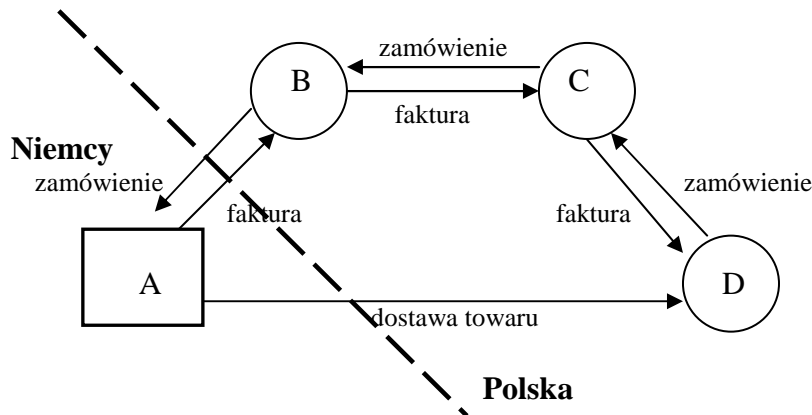 zamówienie
B
C
faktura
Niemcy
zamówienie
zamówienie
faktura
faktura
A
D
dostawa towaru
Polska